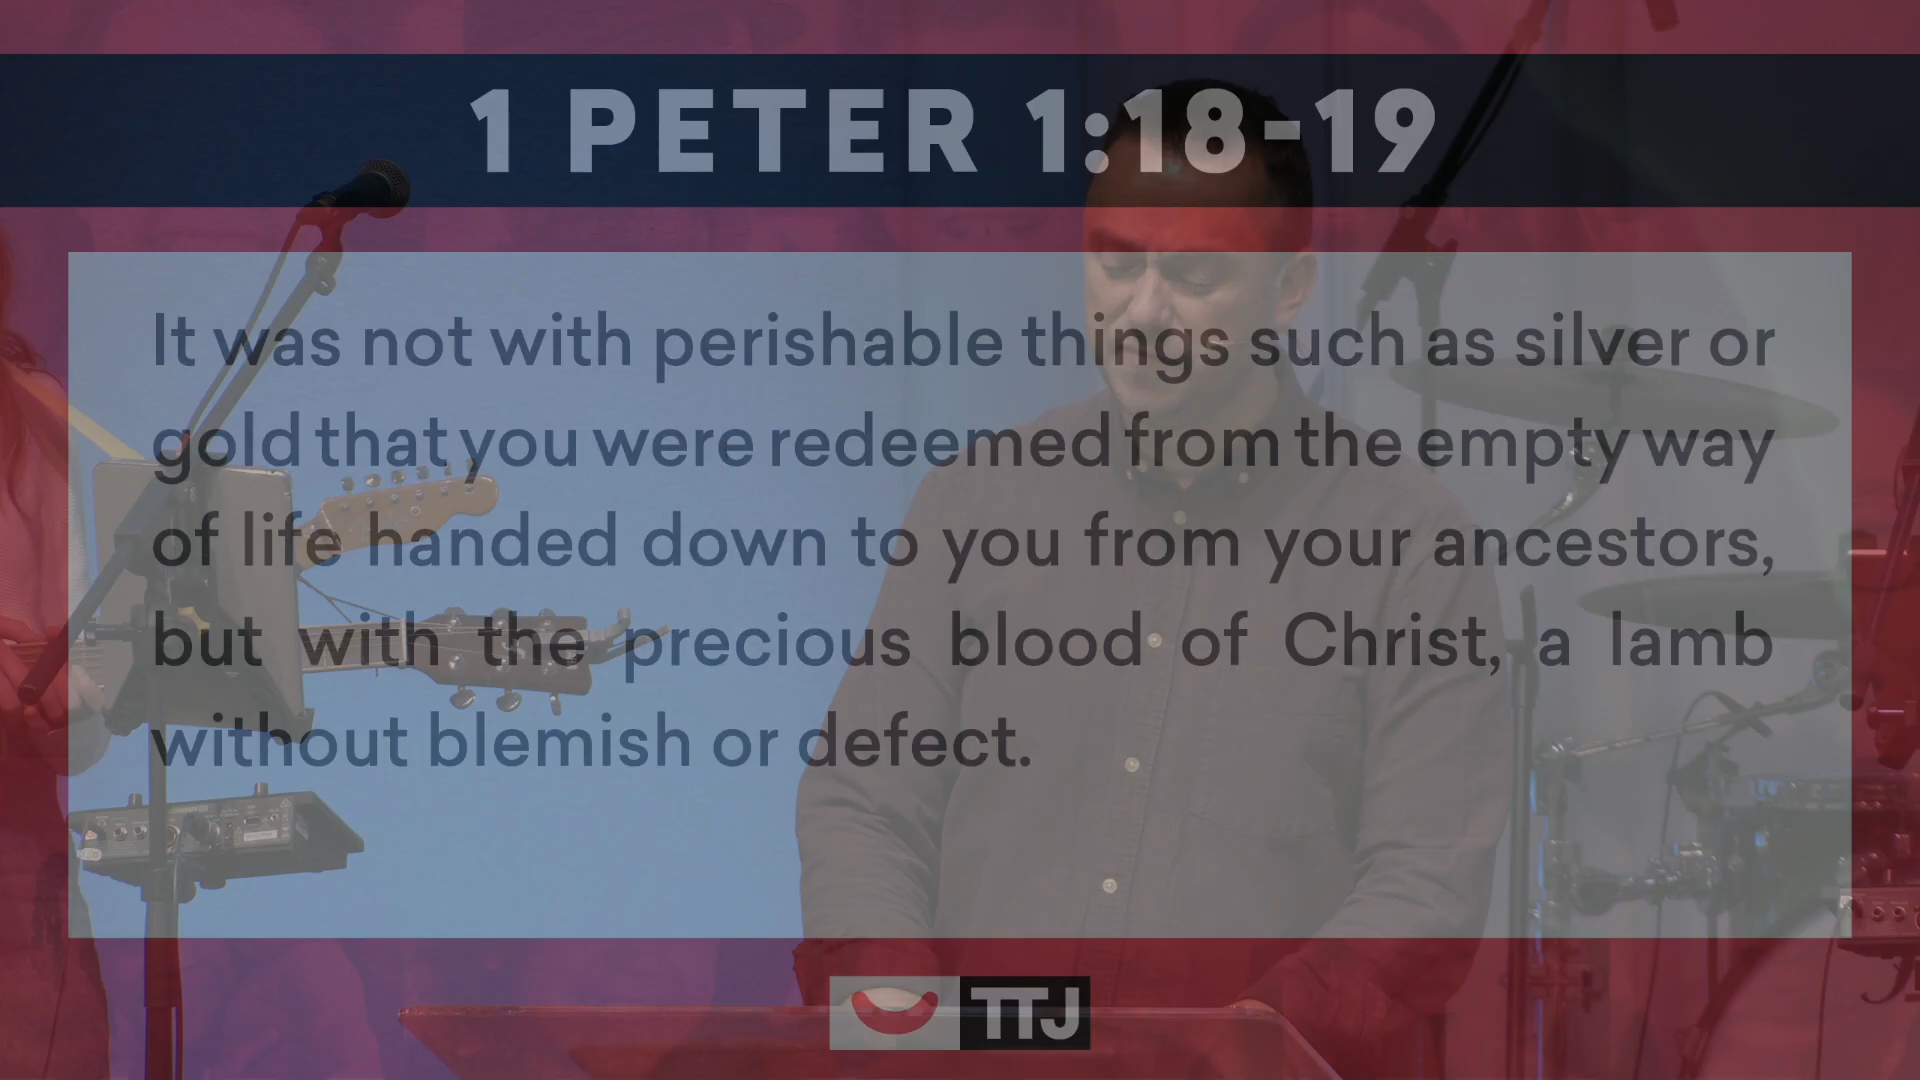 1 PETER 1:18-19
It was not with perishable things such as silver or
gold that you were redeemed from the empty way
of life handed down to you from your ancestors,
but with the precious blood of Christ, a lamb
without blemish or defect.
TTJ